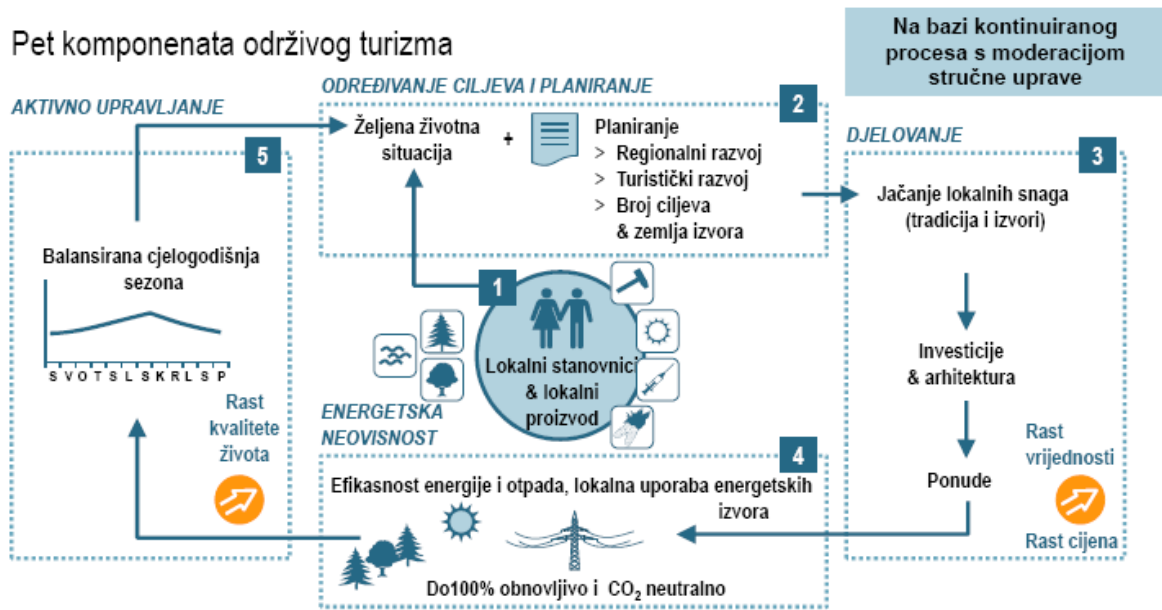 Pet komponenata održivog turizma
Na bazi kontinuiranog
procesa s moderacijom
stručne uprave
AKTIVNO UPRAVLJANJE
5
Balansirana cjelogodišnja
sezona
S V O T S L S K R L S P
Rast
kvalitete
života
ODREĐIVANJE CILJEVA I PLANIRANJE
2
Željena životna
situacija
+
Planiranje
> Regionalni razvoj
> Turistički razvoj
> Broj ciljeva
& zemlja izvora
1
Lokalni stanovnici
& lokalni
proizvod
DJELOVANJE
3
Jačanje lokalnih snaga
(tradicija i izvori)
Investicije
& arhitektura
Ponude
Rast
vrijednosti
Rast cijena
ENERGETSKA
NEOVISNOST
4
Efikasnost energije i otpada, lokalna uporaba energetskih
izvora
Do100% obnovljivo i CO₂ neutralno